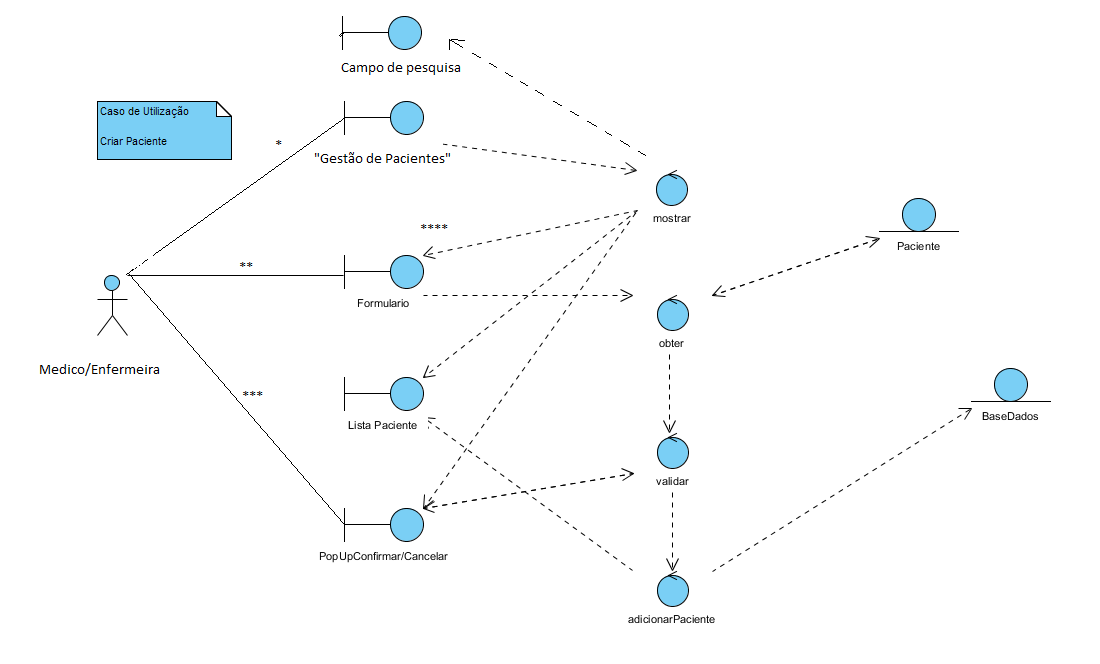 Campo de pesquisa
Caso de Utilização
Criar Paciente
*
"Gestão de Pacientes"
mostrar
****
Paciente
**
Formulario
obter
Medico/Enfermeira
***
Lista Paciente
BaseDados
validar
PopUpConfirmar/Cancelar
adicionarPaciente